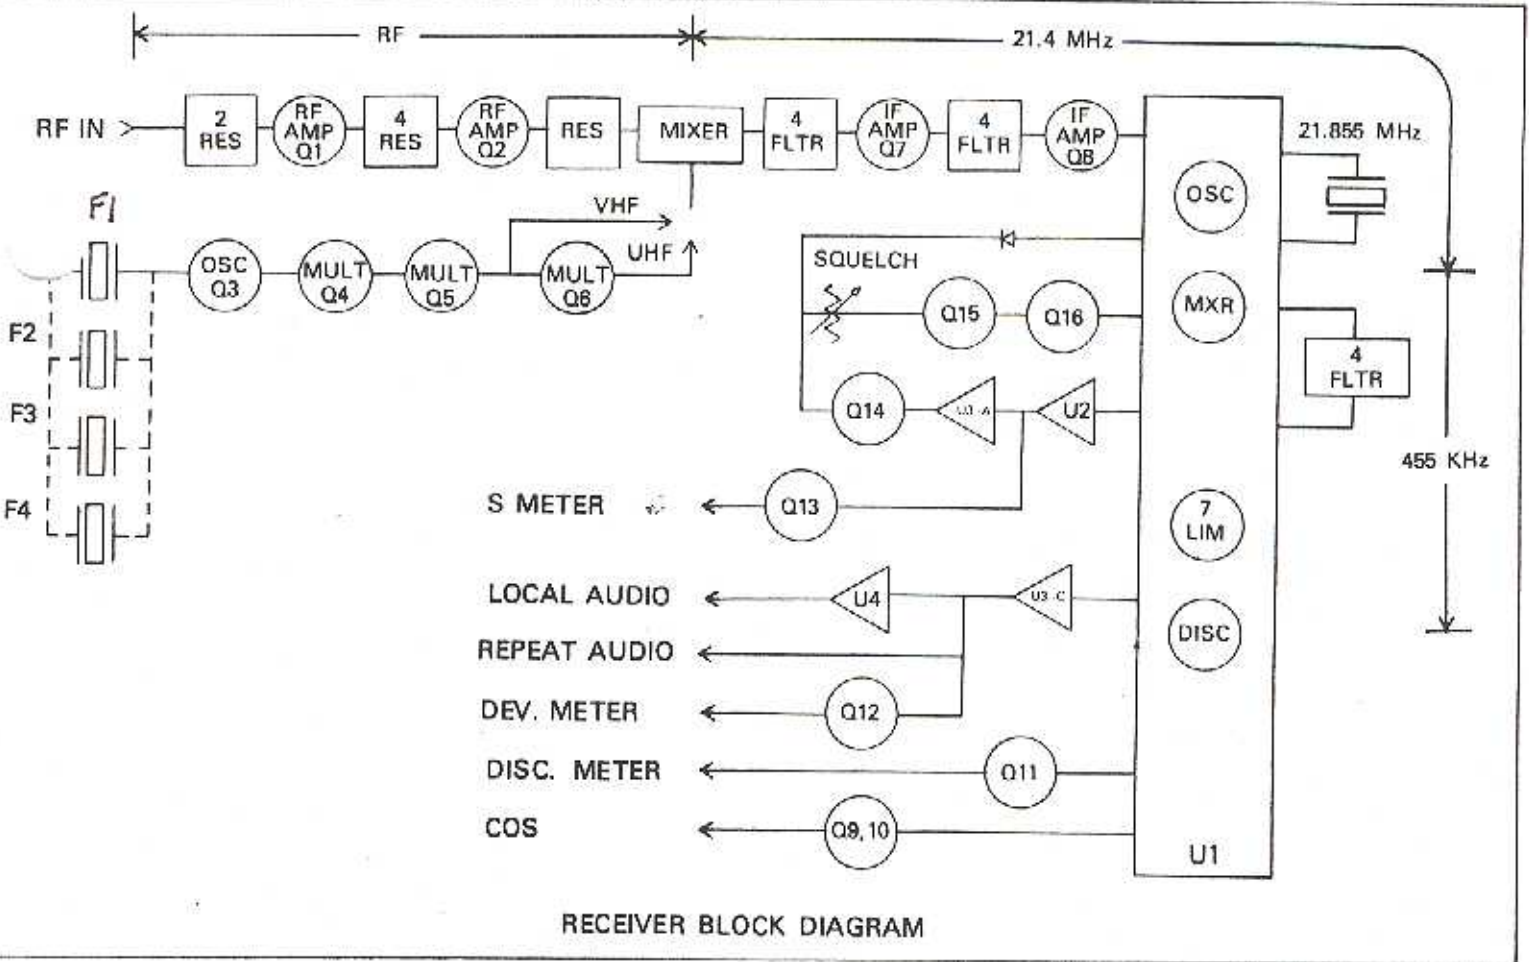 RF
21.4 MHz
RF IN
2 RES
RF AMP Q1
4 RES
RF AMP Q2
RES
MIXER
4 FLTR
IF AMP Q7
4 FLTR
IF AMP Q8
21.855 MHz
OSC
F1
VHF
UHF
OSC Q3
MULT Q4
MULT Q5
MULT Q6
SQUELCH
MXR
Q15
Q16
F2
4 FLTR
F3
Q14
U3-A
U2
455 KHz
F4
S METER
Q13
7 LIM
LOCAL AUDIO
U4
U3-C
DISC
REPEAT AUDIO
DEV. METER
Q12
DISC. METER
Q11
COS
Q9, 10
U1
RECEIVER BLOCK DIAGRAM